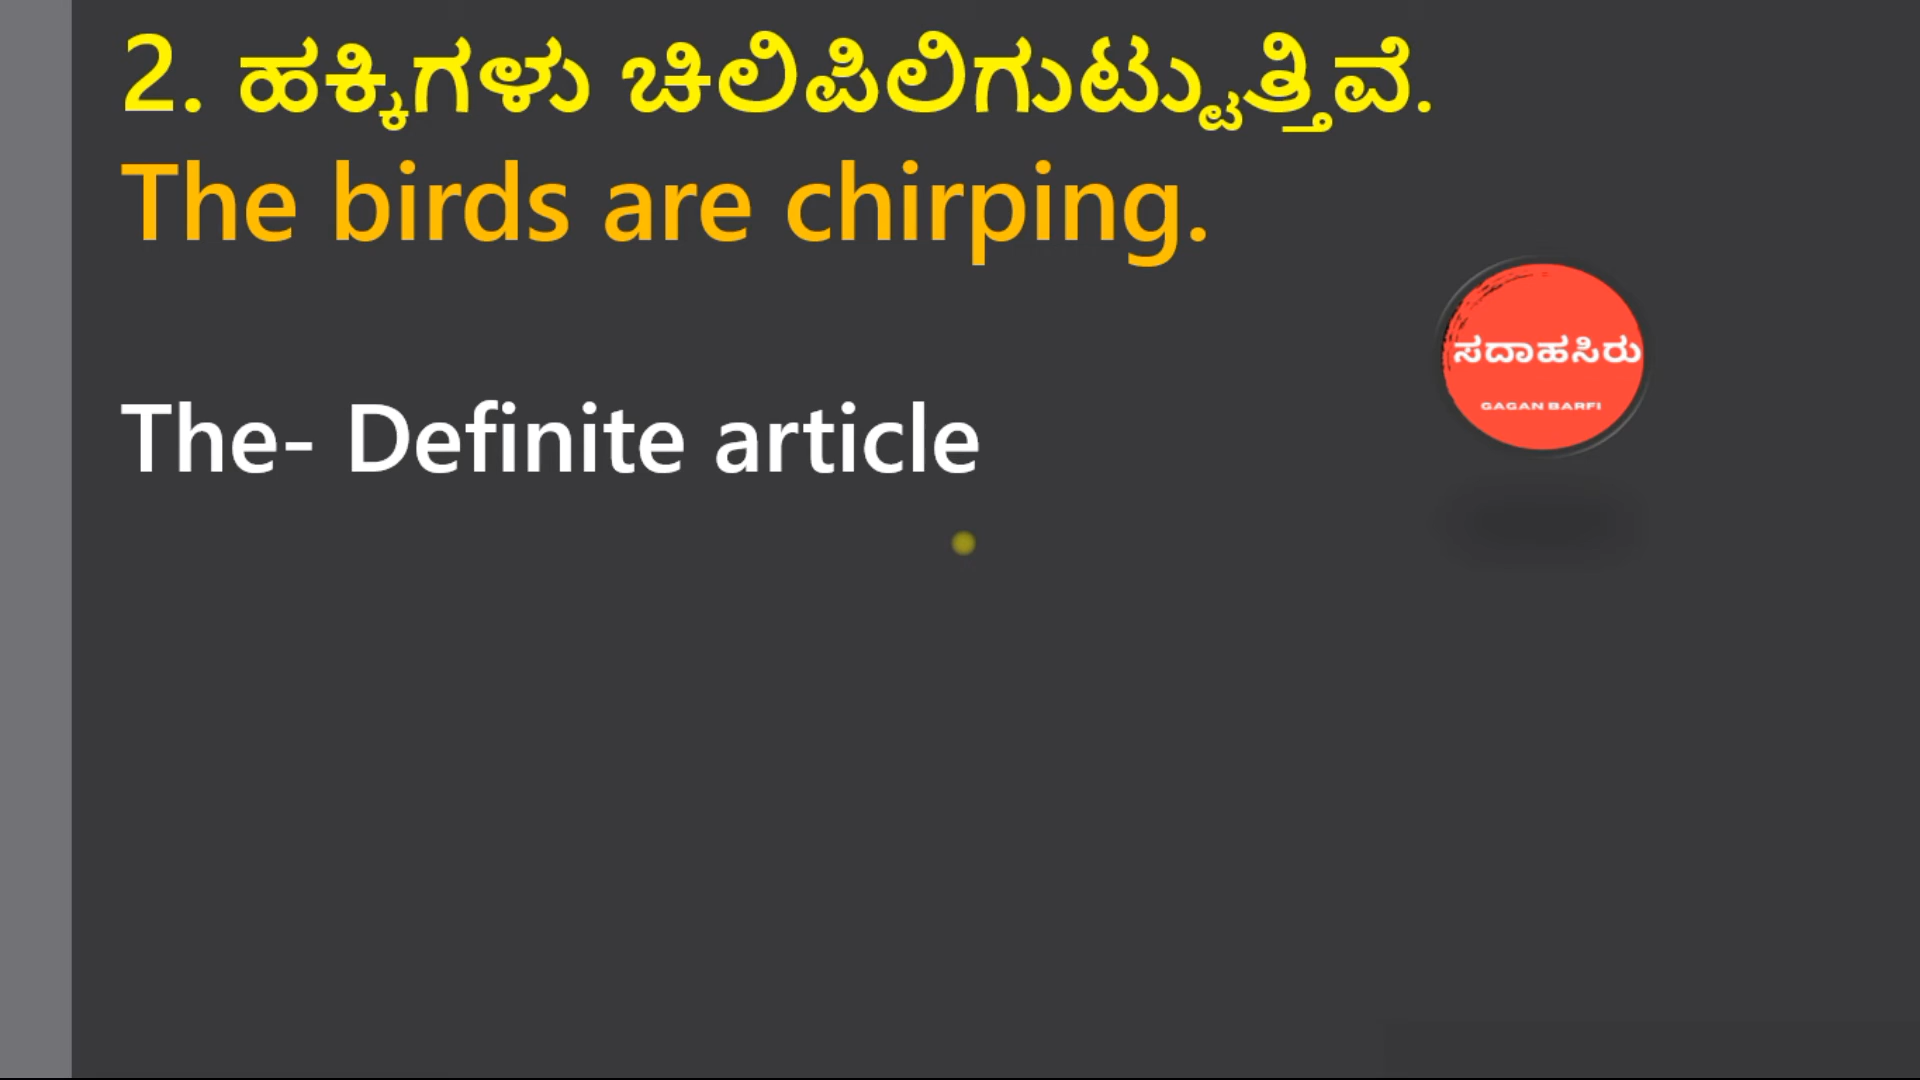 2. ಹಕ್ಕಿಗಳು ಚಿಲಿಪಿಲಿಗುಟ್ಟುತ್ತಿವೆ.
The birds are chirping.
ಸದಾಹಸಿರು
GAGAN BARFI
The- Definite article